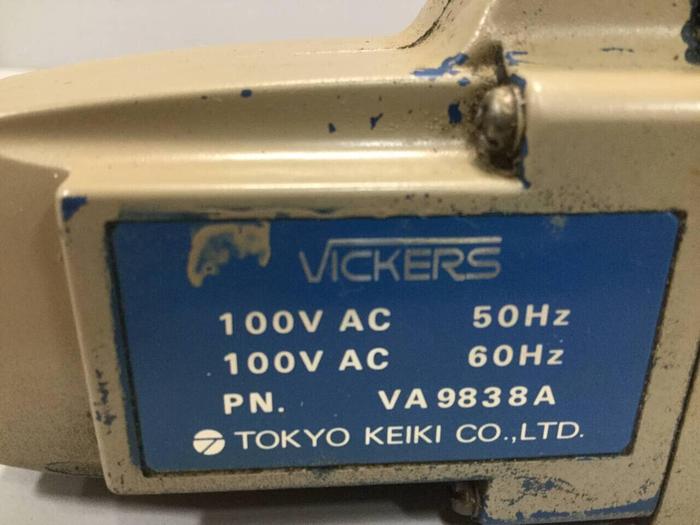 VICKERS
100V AC 50Hz
100V AC 60Hz
PN. VA9838A
TOKYO KEIKI CO.,LTD.